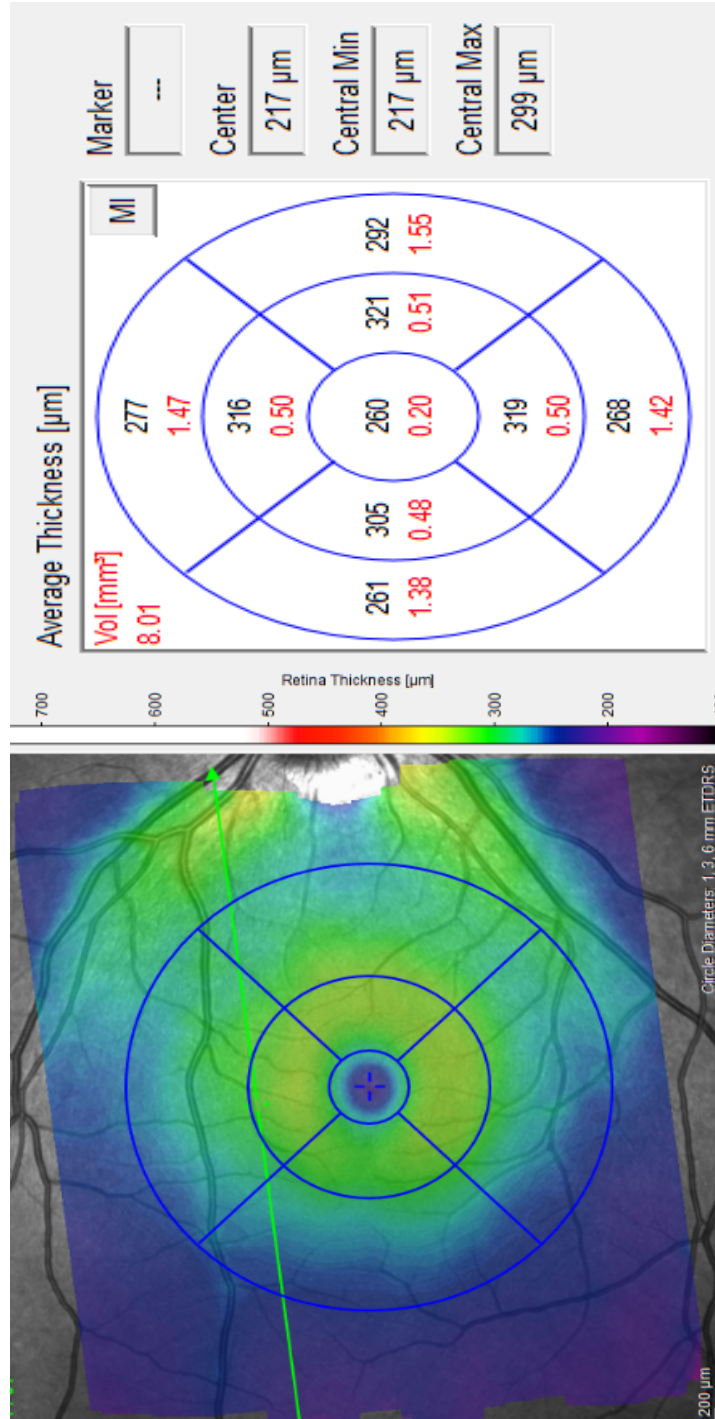 700
600
500
400
300
200
Retina Thickness [µm]
200 µm
Circle Diameters: 1, 3, 6 mm ETDRS
Average Thickness [µm]
Vol [mm³]
8.01
MI
261
1.38
305
0.48
268
1.42
319
0.50
260
0.20
316
0.50
277
1.47
321
0.51
292
1.55
Marker
---
Center
217 µm
Central Min
217 µm
Central Max
299 µm